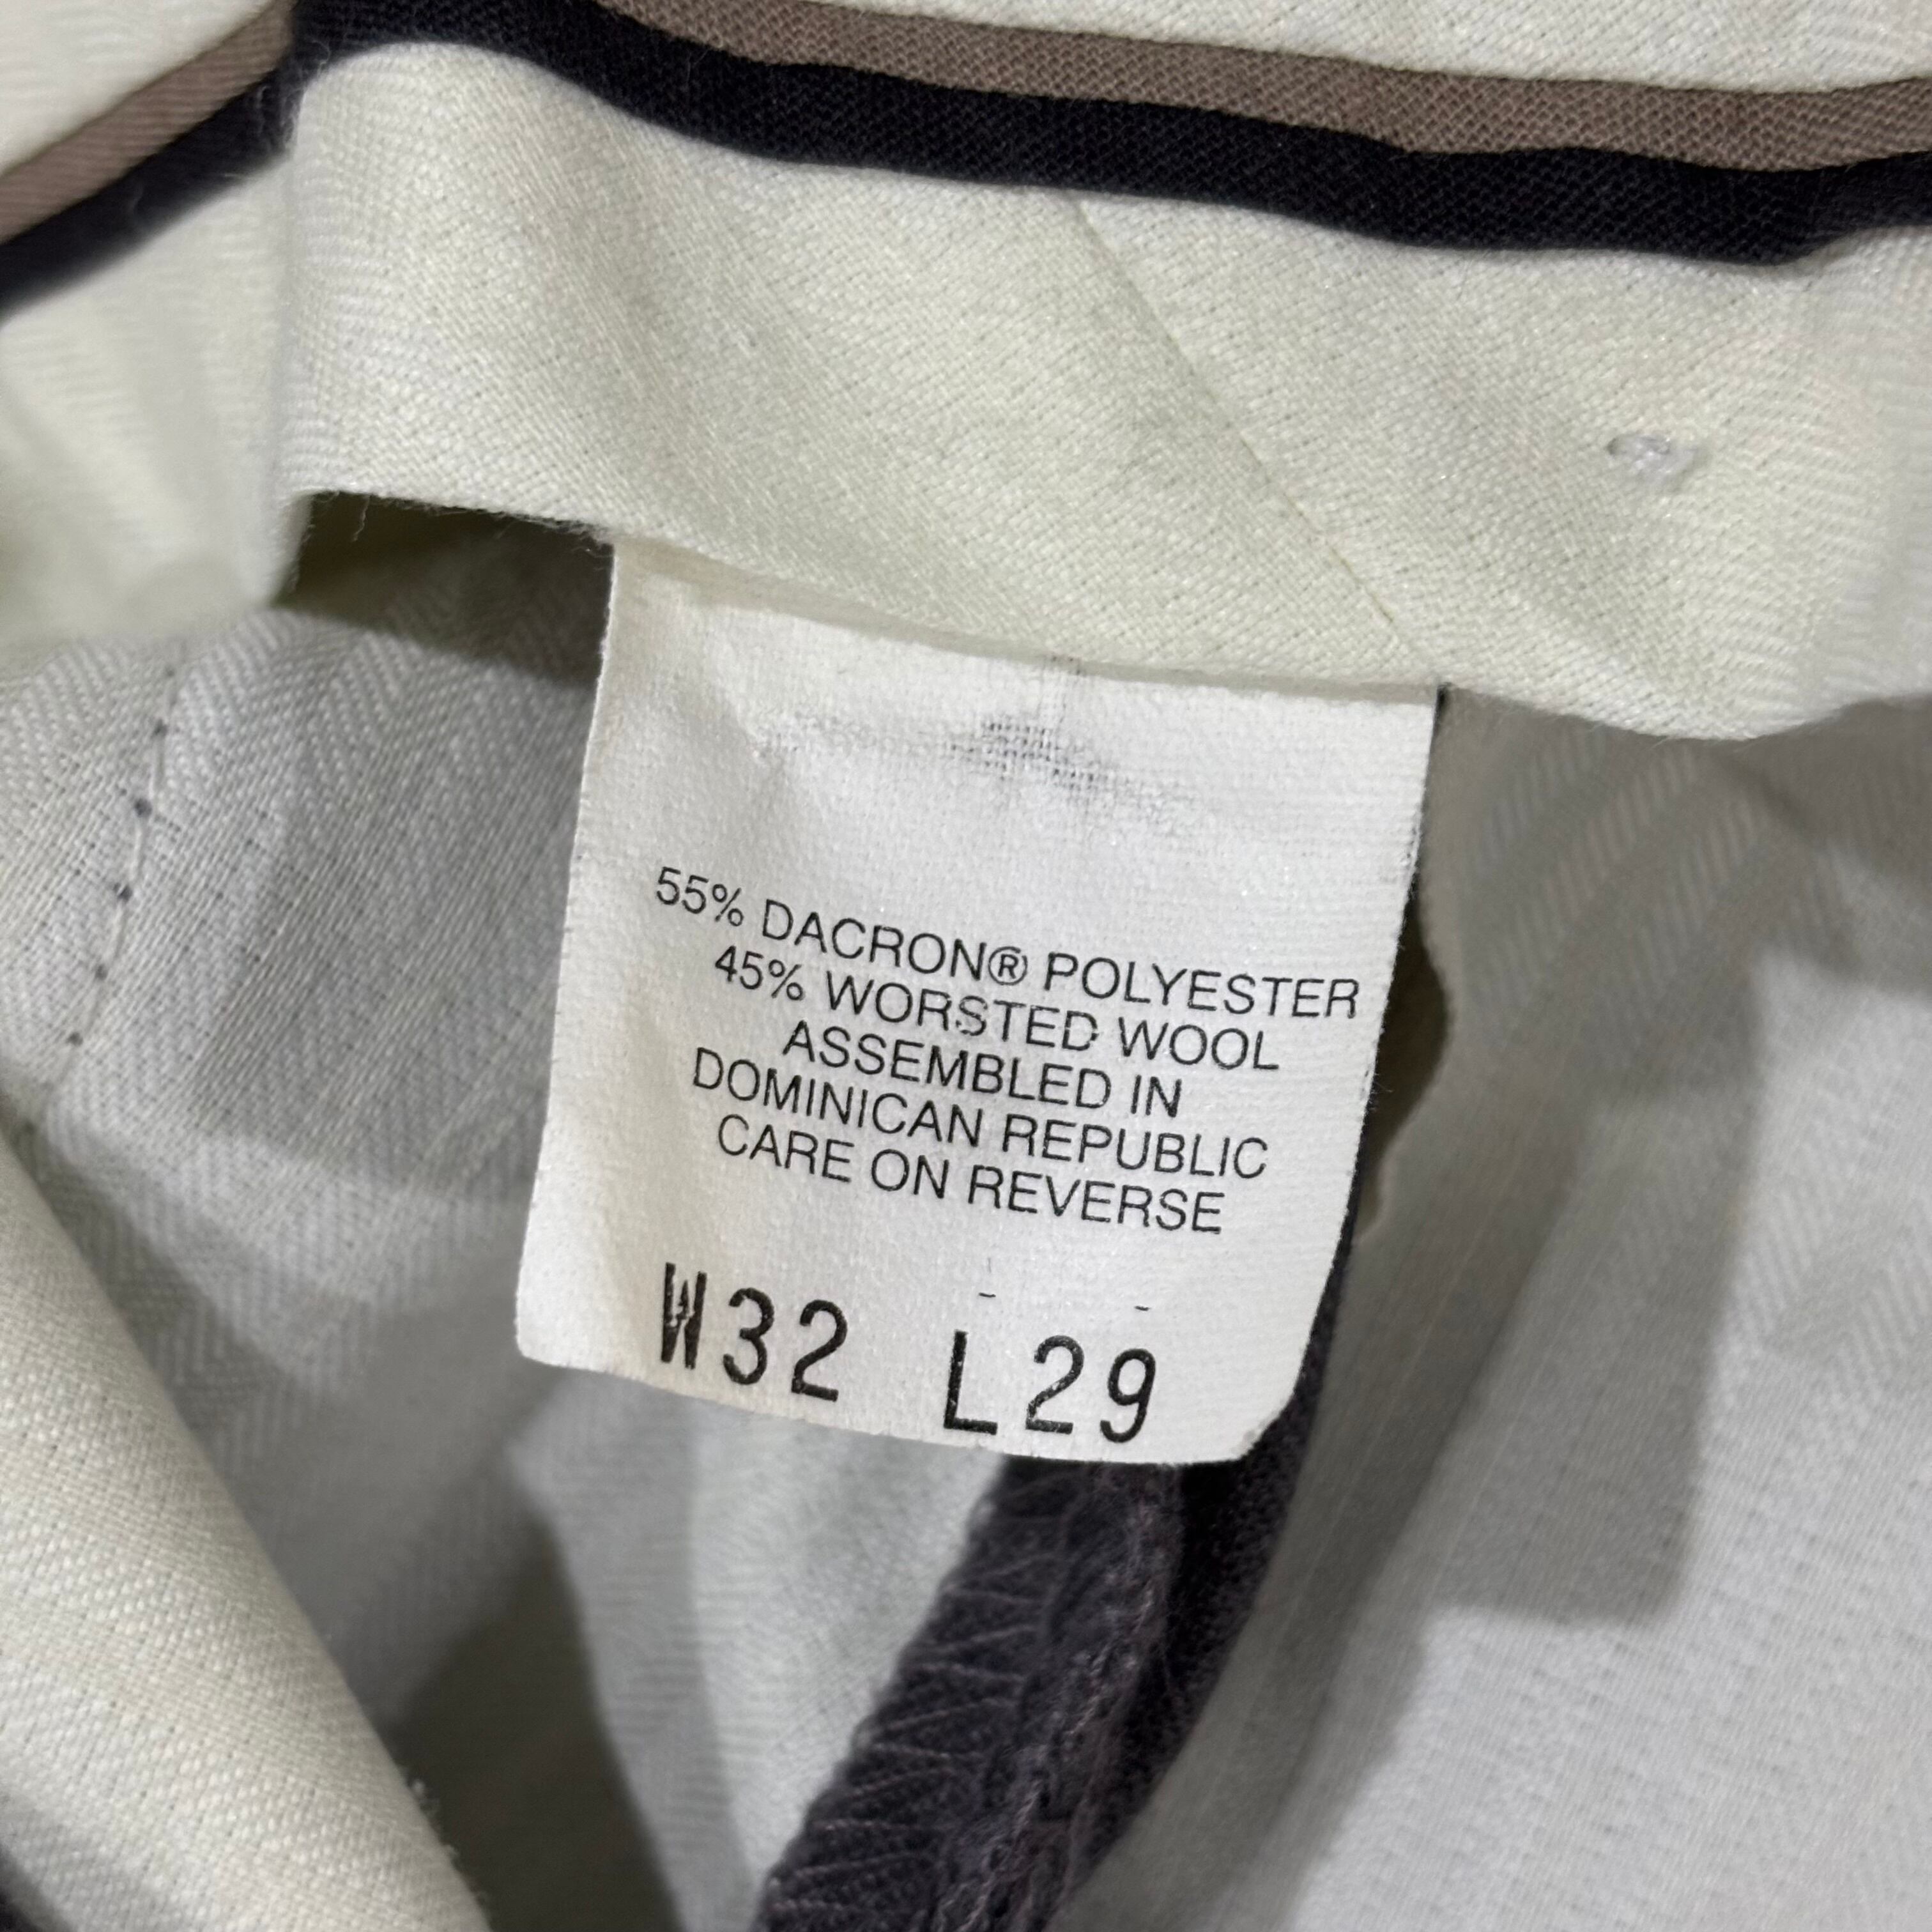 55% DACRON® POLYESTER
45% WORSTED WOOL
ASSEMBLED IN
DOMINICAN REPUBLIC
CARE ON REVERSE
W32 L29